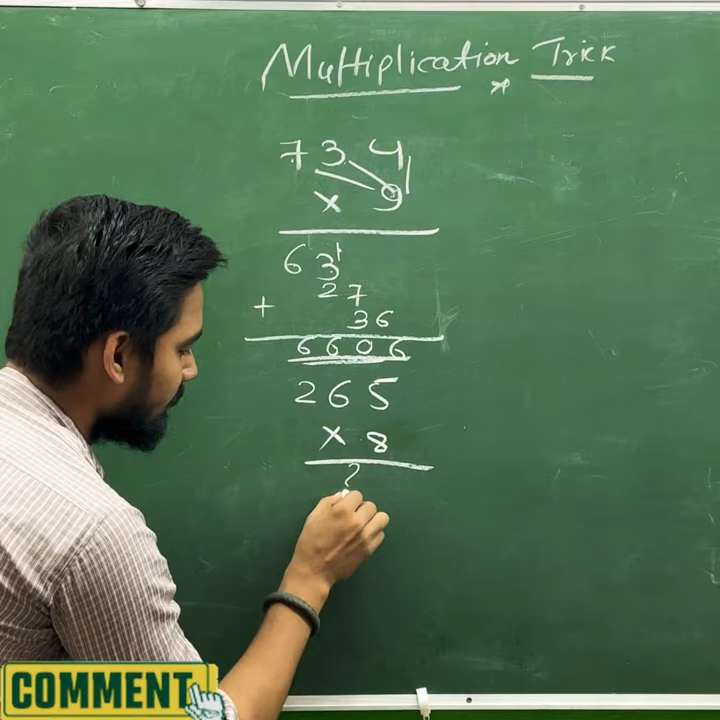 Multiplication Trick
7 3 4
× 9
6 3 1
2 7
+ 3 6
6 6 0 6
2 6 5
× 8
?
COMMENT